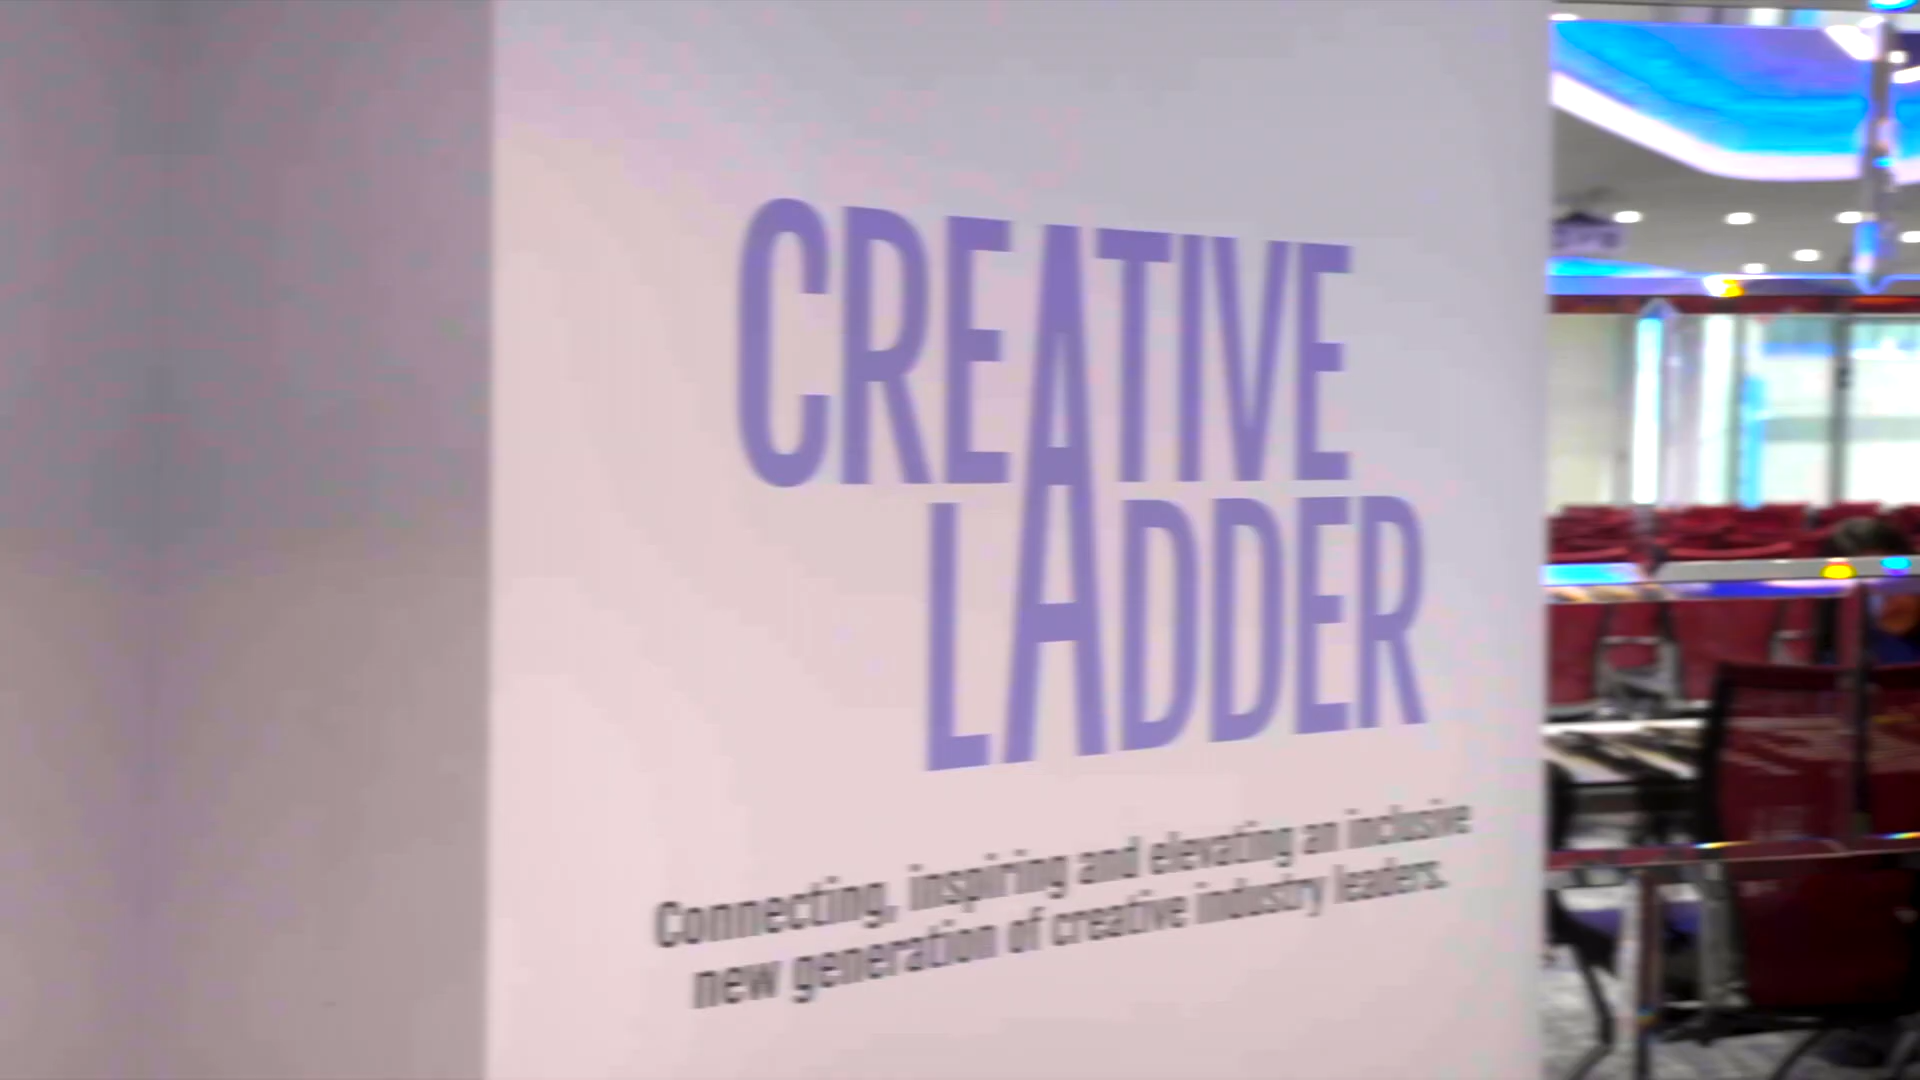 CREATIVE
LADDER
Connecting, inspiring and elevating an inclusive
new generation of creative industry leaders.